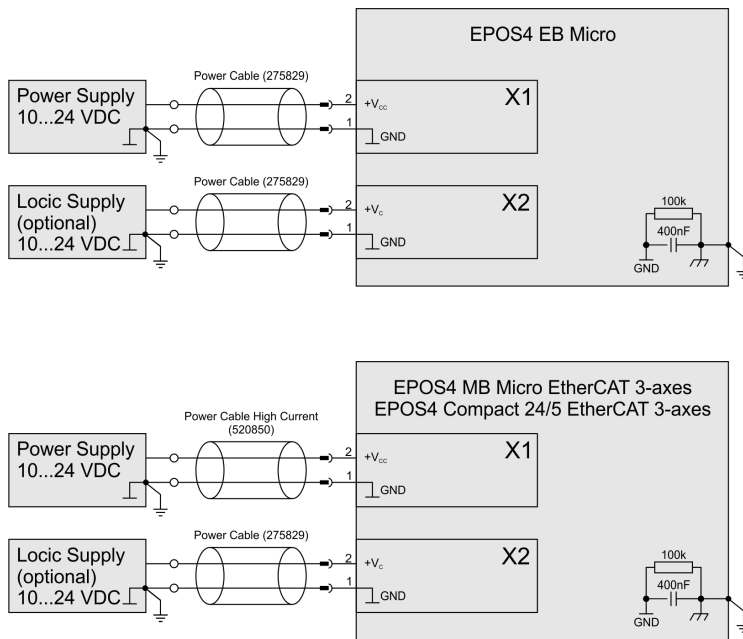 EPOS4 EB Micro
Power Supply
10...24 VDC
Power Cable (275829)
2
1
+Vcc
GND
X1
Locic Supply
(optional)
10...24 VDC
Power Cable (275829)
2
1
+Vc
GND
X2
100k
400nF
GND
EPOS4 MB Micro EtherCAT 3-axes
EPOS4 Compact 24/5 EtherCAT 3-axes
Power Supply
10...24 VDC
Power Cable High Current
(520850)
2
1
+Vcc
GND
X1
Locic Supply
(optional)
10...24 VDC
Power Cable (275829)
2
1
+Vc
GND
X2
100k
400nF
GND